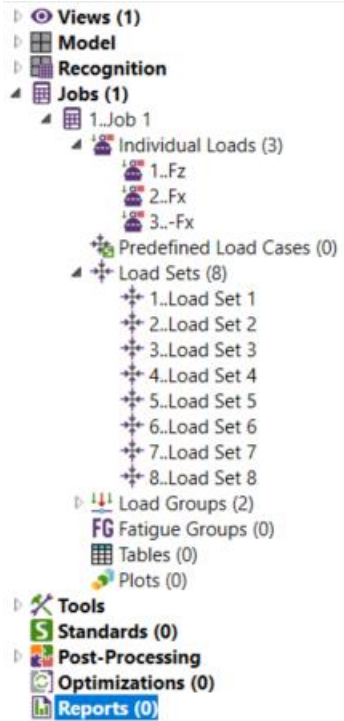 Views (1)
Model
Recognition
Jobs (1)
1..Job 1
Individual Loads (3)
1..Fz
2..Fx
3..-Fx
Predefined Load Cases (0)
Load Sets (8)
1..Load Set 1
2..Load Set 2
3..Load Set 3
4..Load Set 4
5..Load Set 5
6..Load Set 6
7..Load Set 7
8..Load Set 8
Load Groups (2)
FG Fatigue Groups (0)
Tables (0)
Plots (0)
Tools
S Standards (0)
Post-Processing
Optimizations (0)
Reports (0)